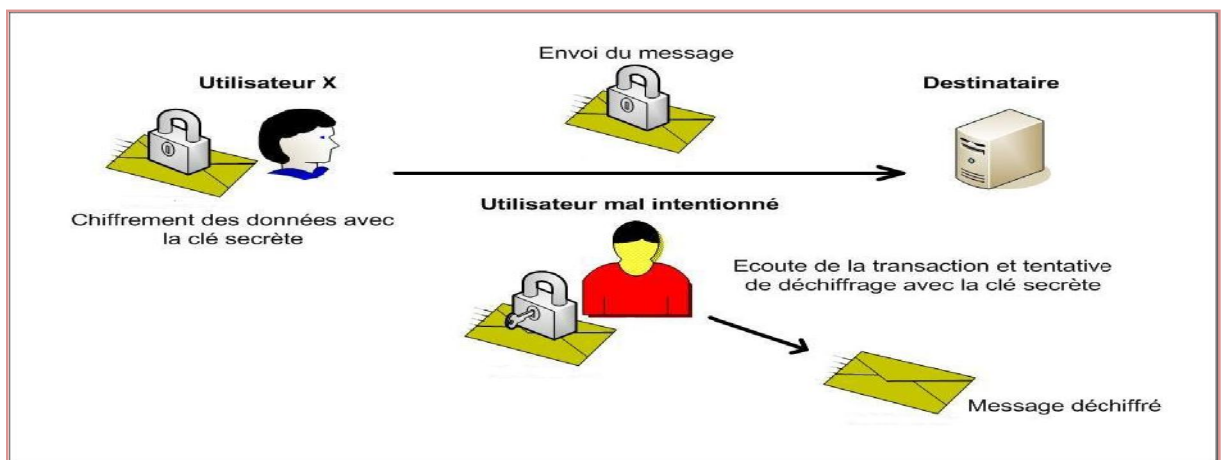 Envoi du message
Utilisateur X
Destinataire
Chiffrement des données avec
la clé secrète
Utilisateur mal intentionné
Ecoute de la transaction et tentative
de déchiffrage avec la clé secrète
Message déchiffré